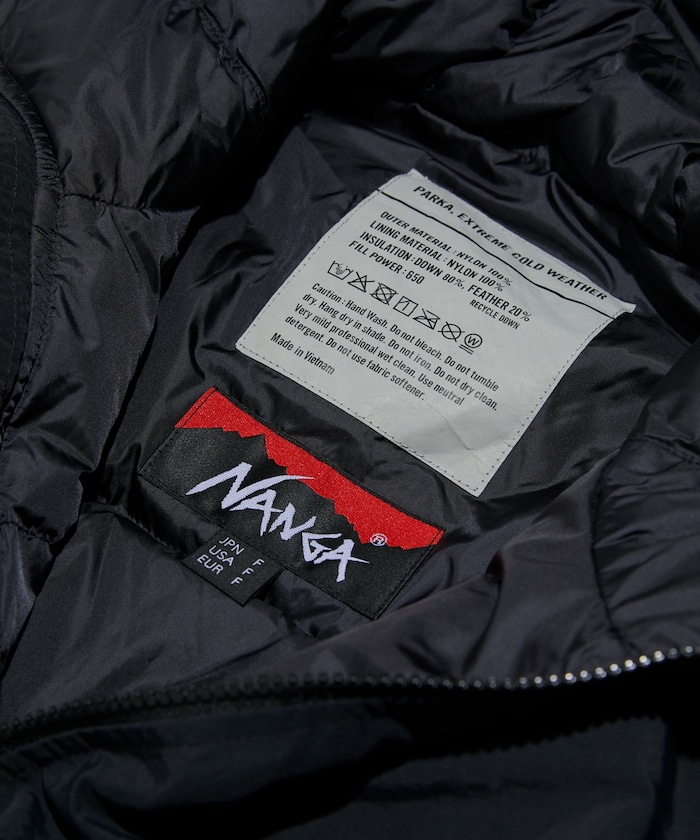 PARKA, EXTREME COLD WEATHER
OUTER MATERIAL : NYLON 100%
LINING MATERIAL : NYLON 100%
INSULATION : DOWN 80%, FEATHER 20%
RECYCLE DOWN
FILL POWER : 650
W
Caution : Hand Wash. Do not bleach. Do not tumble
dry. Hang dry in shade. Do not iron. Do not dry clean.
Very mild professional wet clean. Use neutral
detergent. Do not use fabric softener.
Made in Vietnam
NANGA®
JPN F
USA F
EUR F